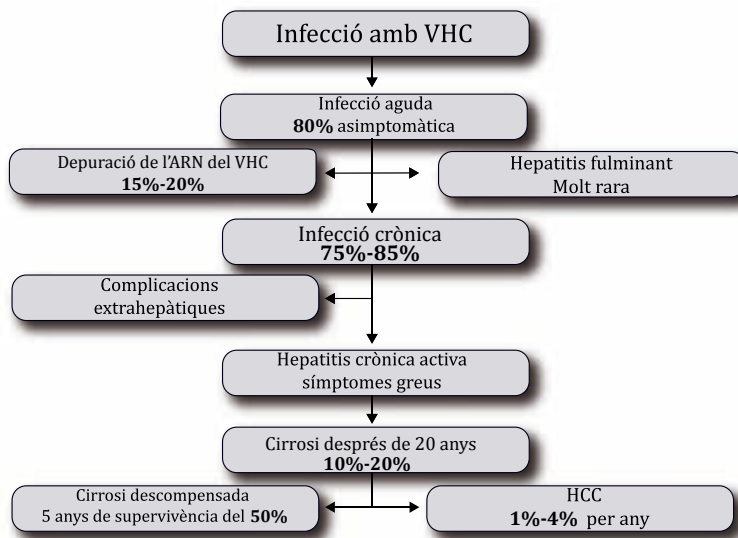 Infecció amb VHC
Infecció aguda
80% asimptomàtica
Depuració de l'ARN del VHC
15%-20%
Hepatitis fulminant
Molt rara
Infecció crònica
75%-85%
Complicacions
extrahepàtiques
Hepatitis crònica activa
símptomes greus
Cirrosi després de 20 anys
10%-20%
Cirrosi descompensada
5 anys de supervivència del 50%
HCC
1%-4% per any